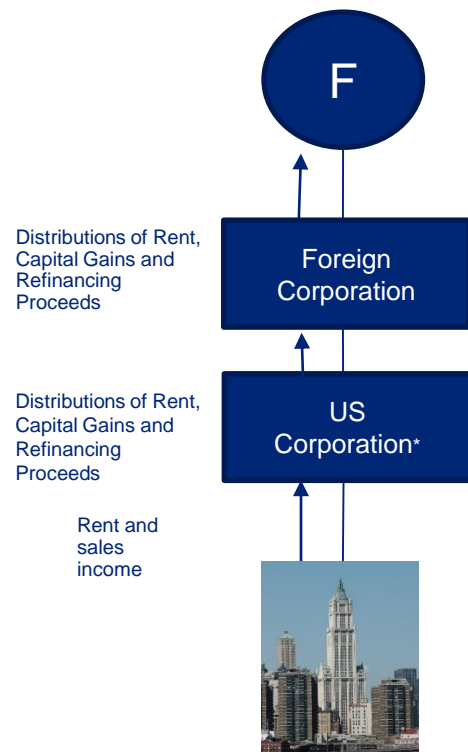 F
Distributions of Rent,
Capital Gains and
Refinancing
Proceeds
Foreign
Corporation
Distributions of Rent,
Capital Gains and
Refinancing
Proceeds
US
Corporation*
Rent and
sales
income